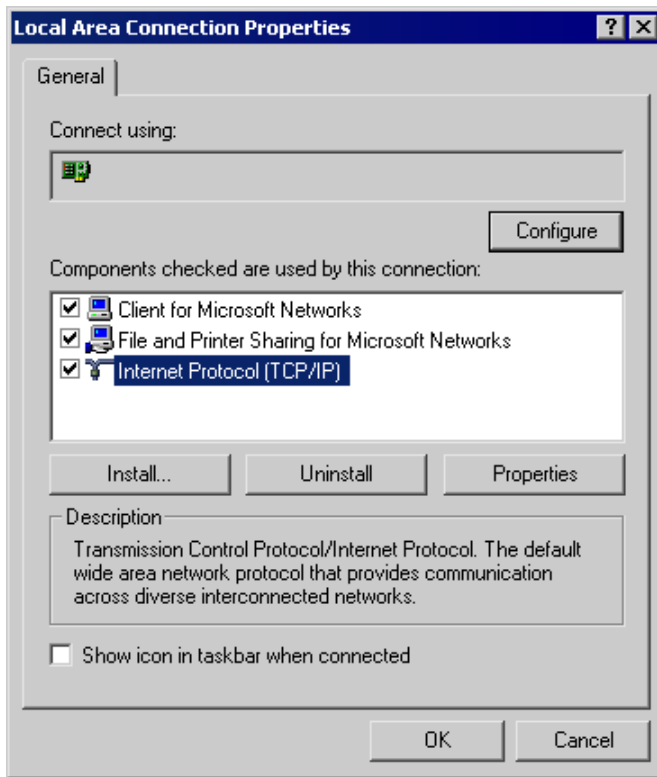 Local Area Connection Properties
General
Connect using:
Configure
Components checked are used by this connection:
Client for Microsoft Networks
File and Printer Sharing for Microsoft Networks
Internet Protocol (TCP/IP)
Install... Uninstall Properties
Description
Transmission Control Protocol/Internet Protocol. The default
wide area network protocol that provides communication
across diverse interconnected networks.
Show icon in taskbar when connected
OK Cancel